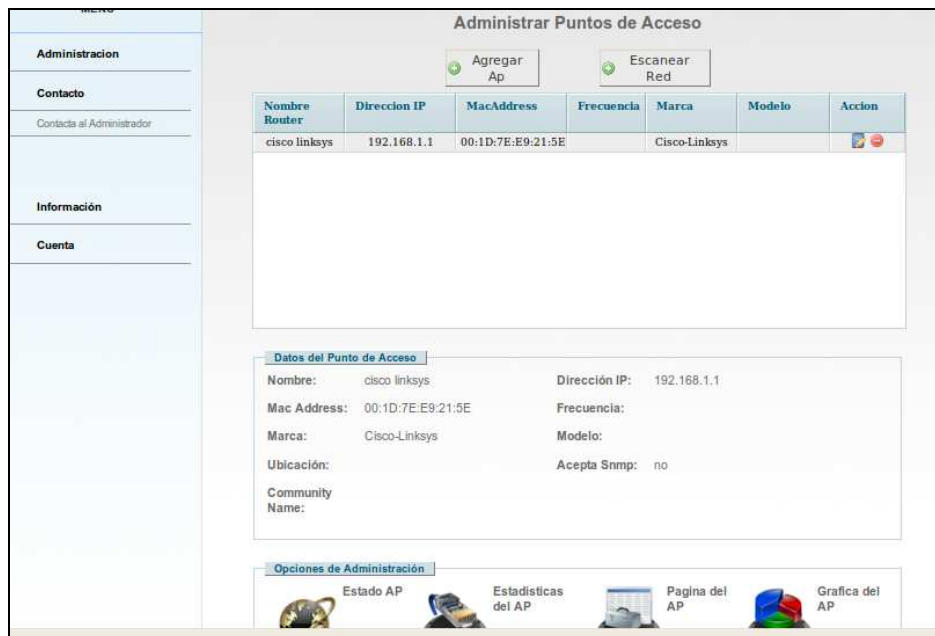 MENU
Administrar Puntos de Acceso
Administracion
Contacto
Contacta al Administrador
Información
Cuenta
Agregar
Ap
Escanear
Red
Nombre Router Direccion IP MacAddress Frecuencia Marca Modelo Accion
cisco linksys 192.168.1.1 00:1D:7E:E9:21:5E Cisco-Linksys
Datos del Punto de Acceso
Nombre: cisco linksys Dirección IP: 192.168.1.1
Mac Address: 00:1D:7E:E9:21:5E Frecuencia:
Marca: Cisco-Linksys Modelo:
Ubicación: Acepta Snmp: no
Community
Name:
Opciones de Administración
Estado AP
Estadisticas
del AP
Pagina del
AP
Grafica del
AP